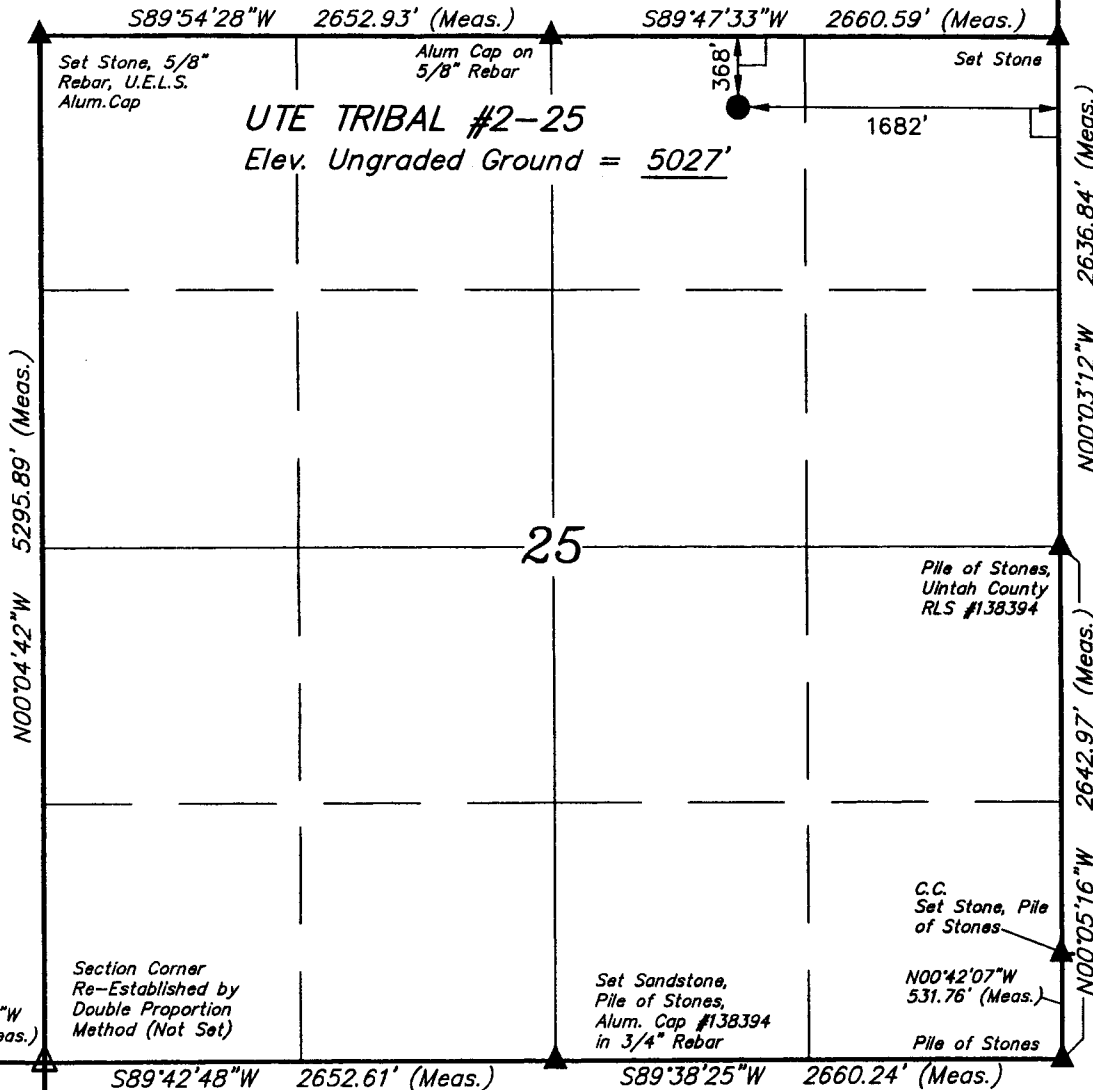 S89°54'28"W 2652.93' (Meas.)
S89°47'33"W 2660.59' (Meas.)
Set Stone, 5/8"
Rebar, U.E.L.S.
Alum.Cap
Alum Cap on
5/8" Rebar
Set Stone
368'
1682'
UTE TRIBAL #2-25
Elev. Ungraded Ground = 5027'
N00°03'12"W 2636.84' (Meas.)
N00°04'42"W 5295.89' (Meas.)
25
Pile of Stones,
Uintah County
RLS #138394
N00°05'16"W 2642.97' (Meas.)
C.C.
Set Stone, Pile
of Stones
N00°42'07"W
531.76' (Meas.)
Pile of Stones
Section Corner
Re-Established by
Double Proportion
Method (Not Set)
Set Sandstone,
Pile of Stones,
Alum. Cap #138394
in 3/4" Rebar
"W
eas.)
S89°42'48"W 2652.61' (Meas.)
S89°38'25"W 2660.24' (Meas.)